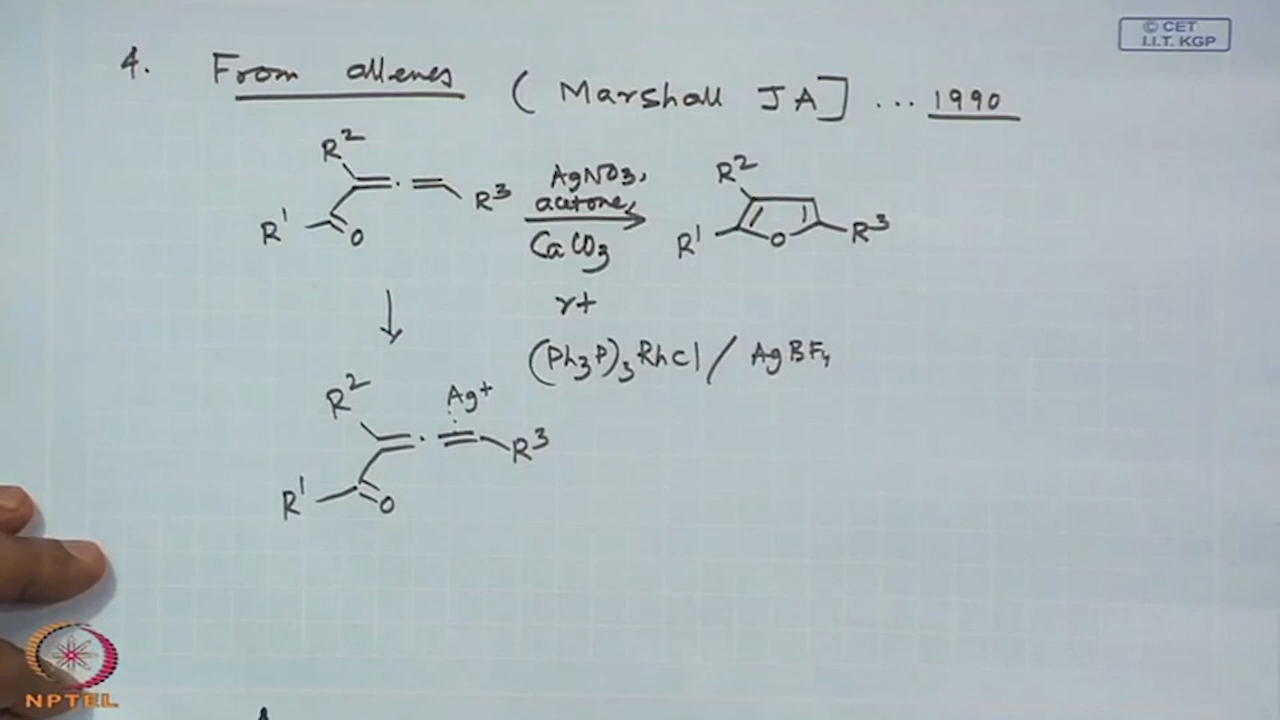 © CET
I.I.T. KGP
4. From allenes (Marshall JA] ... 1990
R² R³ R¹ O
AgNO3,
acetone,
CaCO3
rt
(Ph3P)3RhCl / AgBF4
R² R¹ O R³
R² Ag+ R³ R¹ O
NPTEL